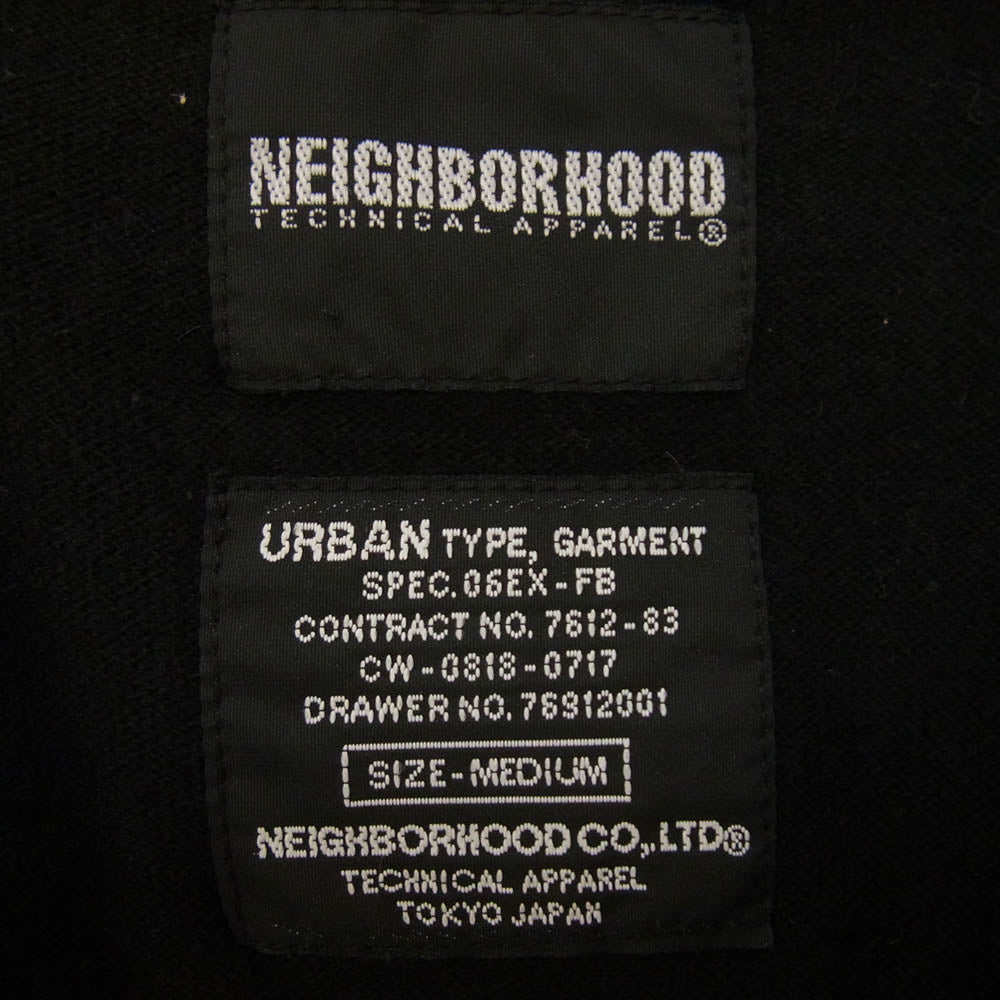 NEIGHBORHOOD
TECHNICAL APPAREL®
URBAN TYPE, GARMENT
SPEC.06EX-FB
CONTRACT NO. 7612-83
CW-0818-0717
DRAWER NO. 76912001
SIZE-MEDIUM
NEIGHBORHOOD CO,.LTD®
TECHNICAL APPAREL
TOKYO JAPAN